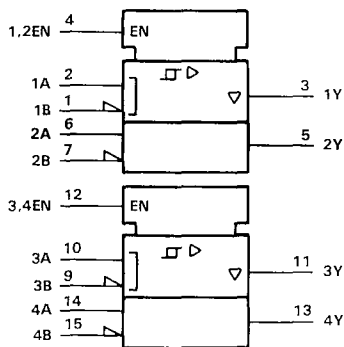 1,2EN 4 EN
1A 2
1B 1
3 1Y
2A 6
2B 7
5 2Y
3,4EN 12 EN
3A 10
3B 9
11 3Y
4A 14
4B 15
13 4Y